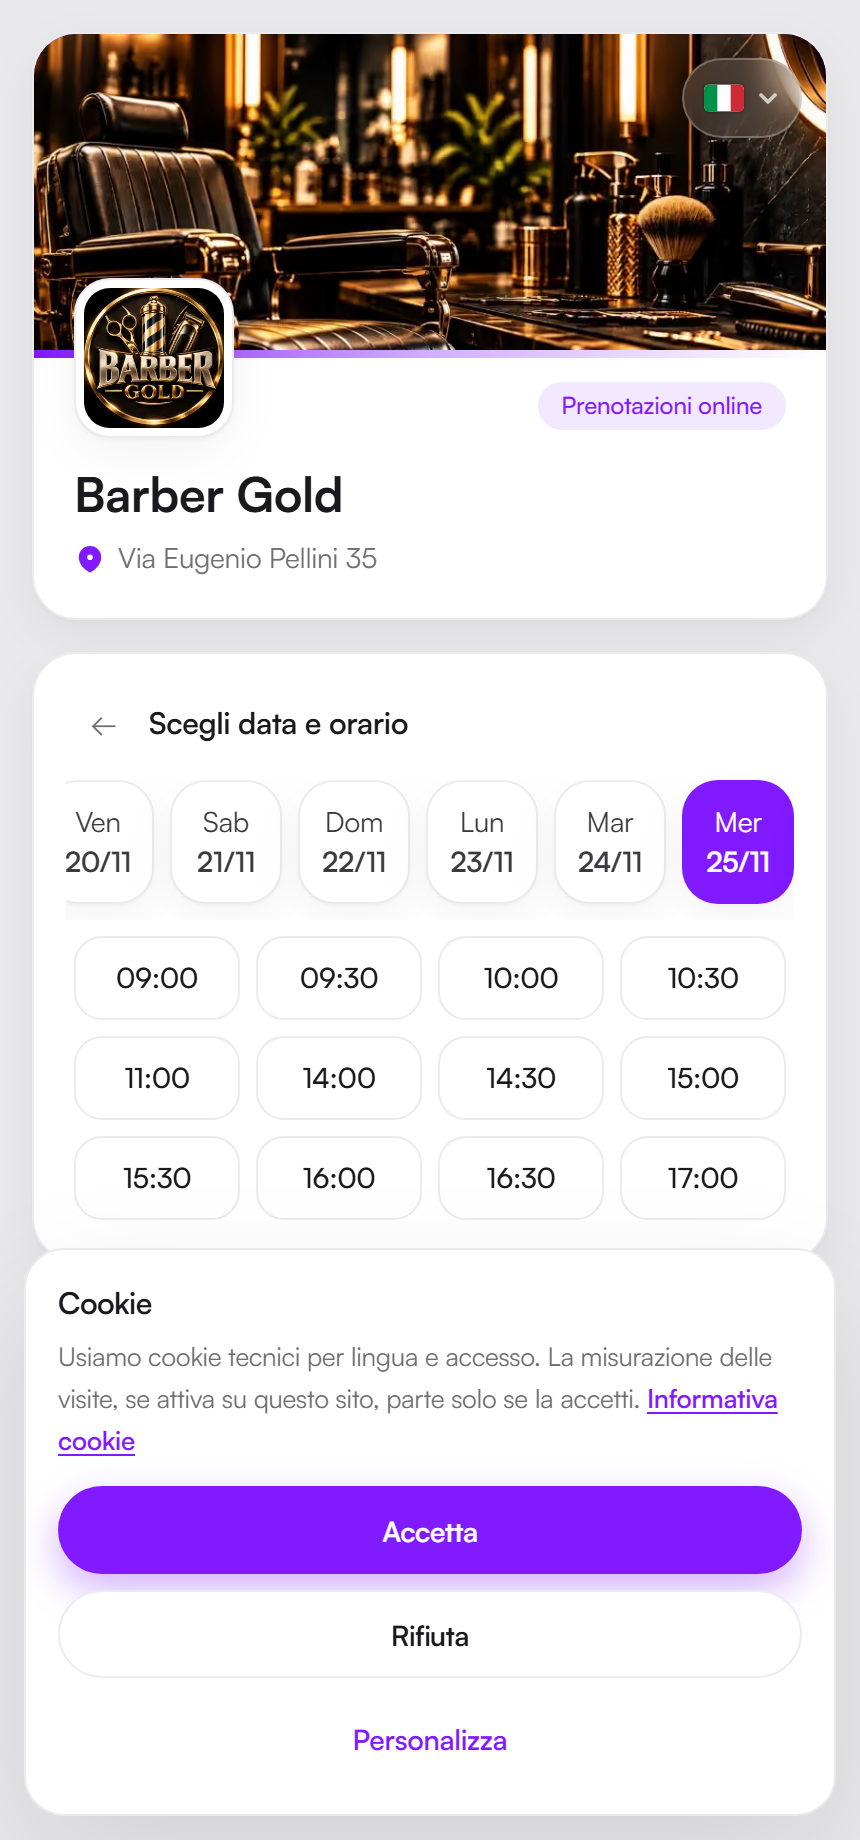 BARBER
GOLD
Prenotazioni online
Barber Gold
Via Eugenio Pellini 35
Scegli data e orario
Ven Sab Dom Lun Mar Mer
20/11 21/11 22/11 23/11 24/11 25/11
09:00 09:30 10:00 10:30
11:00 14:00 14:30 15:00
15:30 16:00 16:30 17:00
Cookie
Usiamo cookie tecnici per lingua e accesso. La misurazione delle
visite, se attiva su questo sito, parte solo se la accetti. Informativa
cookie
Accetta
Rifiuta
Personalizza